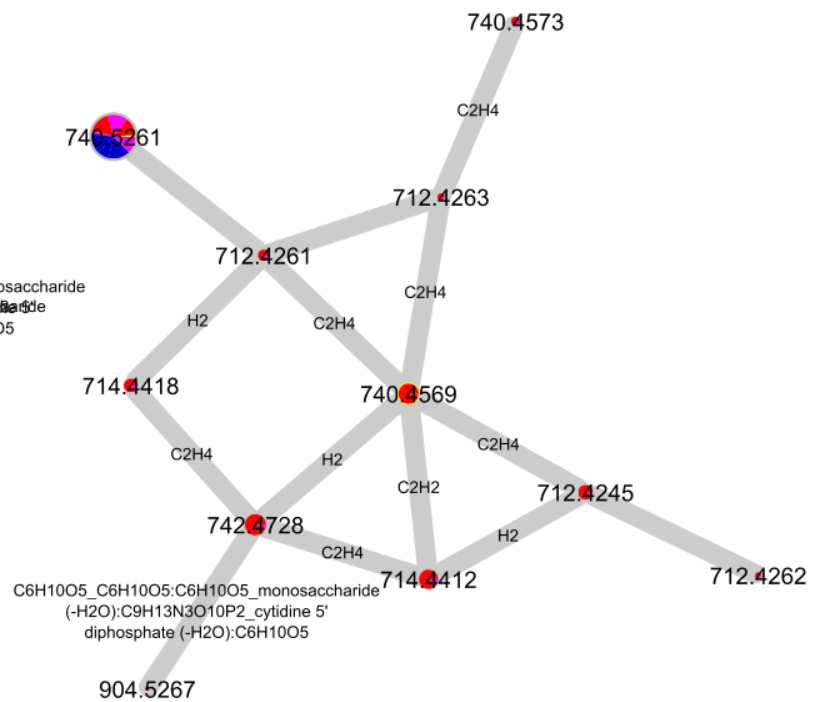 740.4573
C2H4
740.5261
712.4263
712.4261
osaccharide
O5
C2H4
H2
C2H4
714.4418
740.4569
C2H4
C2H4
H2
C2H2
712.4245
742.4728
H2
C2H4
714.4412
712.4262
C6H10O5_C6H10O5:C6H10O5_monosaccharide
(-H2O):C9H13N3O10P2_cytidine 5'
diphosphate (-H2O):C6H10O5
904.5267